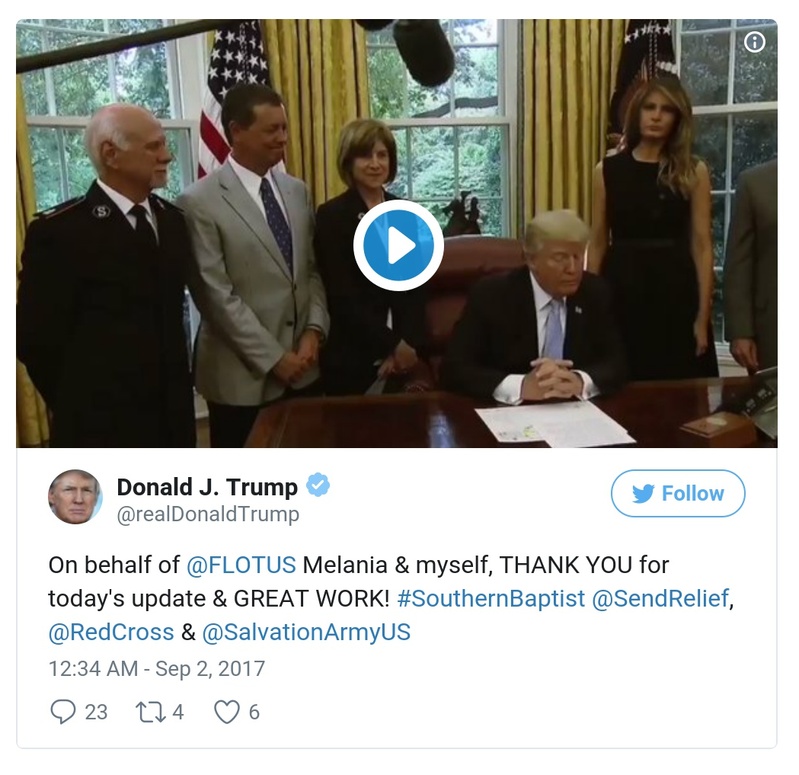 Donald J. Trump
@realDonaldTrump
Follow
On behalf of @FLOTUS Melania & myself, THANK YOU for
today's update & GREAT WORK! #SouthernBaptist @SendRelief,
@RedCross & @SalvationArmyUS
12:34 AM - Sep 2, 2017
23 4 6